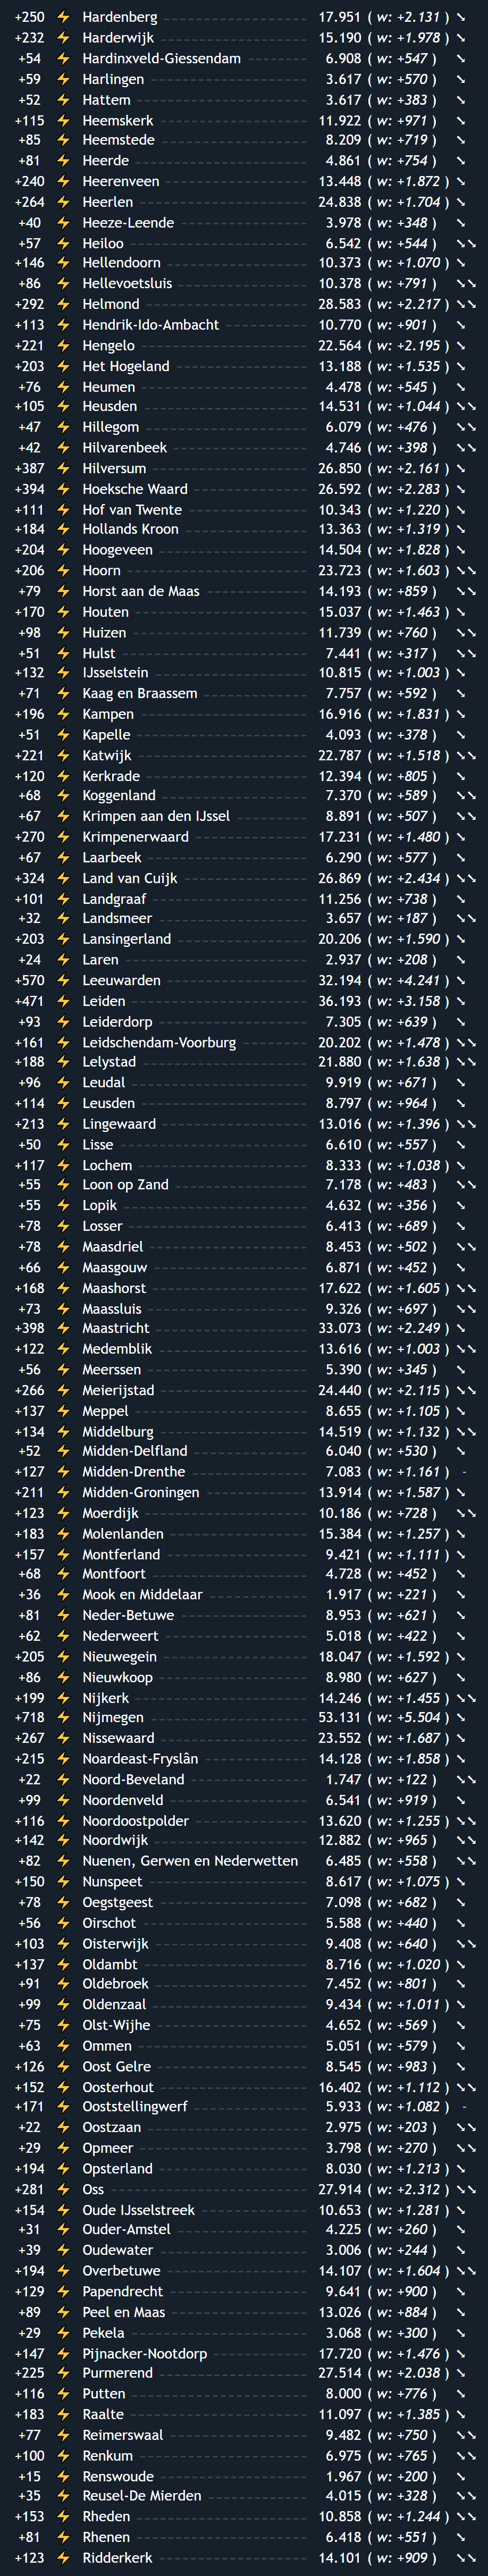 +250 ⚡ Hardenberg 17.951 ( w: +2.131 ) ➘
+232 ⚡ Harderwijk 15.190 ( w: +1.978 ) ➘
+54 ⚡ Hardinxveld-Giessendam 6.908 ( w: +547 ) ➘
+59 ⚡ Harlingen 3.617 ( w: +570 ) ➘
+52 ⚡ Hattem 3.617 ( w: +383 ) ➘
+115 ⚡ Heemskerk 11.922 ( w: +971 ) ➘
+85 ⚡ Heemstede 8.209 ( w: +719 ) ➘
+81 ⚡ Heerde 4.861 ( w: +754 ) ➘
+240 ⚡ Heerenveen 13.448 ( w: +1.872 ) ➘
+264 ⚡ Heerlen 24.838 ( w: +1.704 ) ➘
+40 ⚡ Heeze-Leende 3.978 ( w: +348 ) ➘
+57 ⚡ Heiloo 6.542 ( w: +544 ) ➘➘
+146 ⚡ Hellendoorn 10.373 ( w: +1.070 ) ➘
+86 ⚡ Hellevoetsluis 10.378 ( w: +791 ) ➘➘
+292 ⚡ Helmond 28.583 ( w: +2.217 ) ➘➘
+113 ⚡ Hendrik-Ido-Ambacht 10.770 ( w: +901 ) ➘
+221 ⚡ Hengelo 22.564 ( w: +2.195 ) ➘
+203 ⚡ Het Hogeland 13.188 ( w: +1.535 ) ➘
+76 ⚡ Heumen 4.478 ( w: +545 ) ➘
+105 ⚡ Heusden 14.531 ( w: +1.044 ) ➘➘
+47 ⚡ Hillegom 6.079 ( w: +476 ) ➘➘
+42 ⚡ Hilvarenbeek 4.746 ( w: +398 ) ➘➘
+387 ⚡ Hilversum 26.850 ( w: +2.161 ) ➘
+394 ⚡ Hoeksche Waard 26.592 ( w: +2.283 ) ➘
+111 ⚡ Hof van Twente 10.343 ( w: +1.220 ) ➘
+184 ⚡ Hollands Kroon 13.363 ( w: +1.319 ) ➘
+204 ⚡ Hoogeveen 14.504 ( w: +1.828 ) ➘
+206 ⚡ Hoorn 23.723 ( w: +1.603 ) ➘➘
+79 ⚡ Horst aan de Maas 14.193 ( w: +859 ) ➘➘
+170 ⚡ Houten 15.037 ( w: +1.463 ) ➘
+98 ⚡ Huizen 11.739 ( w: +760 ) ➘➘
+51 ⚡ Hulst 7.441 ( w: +317 ) ➘➘
+132 ⚡ IJsselstein 10.815 ( w: +1.003 ) ➘
+71 ⚡ Kaag en Braassem 7.757 ( w: +592 ) ➘
+196 ⚡ Kampen 16.916 ( w: +1.831 ) ➘
+51 ⚡ Kapelle 4.093 ( w: +378 ) ➘
+221 ⚡ Katwijk 22.787 ( w: +1.518 ) ➘➘
+120 ⚡ Kerkrade 12.394 ( w: +805 ) ➘
+68 ⚡ Koggenland 7.370 ( w: +589 ) ➘➘
+67 ⚡ Krimpen aan den IJssel 8.891 ( w: +507 ) ➘➘
+270 ⚡ Krimpenerwaard 17.231 ( w: +1.480 ) ➘
+67 ⚡ Laarbeek 6.290 ( w: +577 ) ➘
+324 ⚡ Land van Cuijk 26.869 ( w: +2.434 ) ➘➘
+101 ⚡ Landgraaf 11.256 ( w: +738 ) ➘
+32 ⚡ Landsmeer 3.657 ( w: +187 ) ➘➘
+203 ⚡ Lansingerland 20.206 ( w: +1.590 ) ➘
+24 ⚡ Laren 2.937 ( w: +208 ) ➘
+570 ⚡ Leeuwarden 32.194 ( w: +4.241 ) ➘
+471 ⚡ Leiden 36.193 ( w: +3.158 ) ➘
+93 ⚡ Leiderdorp 7.305 ( w: +639 ) ➘
+161 ⚡ Leidschendam-Voorburg 20.202 ( w: +1.478 ) ➘➘
+188 ⚡ Lelystad 21.880 ( w: +1.638 ) ➘➘
+96 ⚡ Leudal 9.919 ( w: +671 ) ➘
+114 ⚡ Leusden 8.797 ( w: +964 ) ➘
+213 ⚡ Lingewaard 13.016 ( w: +1.396 ) ➘➘
+50 ⚡ Lisse 6.610 ( w: +557 ) ➘
+117 ⚡ Lochem 8.333 ( w: +1.038 ) ➘
+55 ⚡ Loon op Zand 7.178 ( w: +483 ) ➘➘
+55 ⚡ Lopik 4.632 ( w: +356 ) ➘
+78 ⚡ Losser 6.413 ( w: +689 ) ➘
+78 ⚡ Maasdriel 8.453 ( w: +502 ) ➘➘
+66 ⚡ Maasgouw 6.871 ( w: +452 ) ➘
+168 ⚡ Maashorst 17.622 ( w: +1.605 ) ➘➘
+73 ⚡ Maassluis 9.326 ( w: +697 ) ➘➘
+398 ⚡ Maastricht 33.073 ( w: +2.249 ) ➘
+122 ⚡ Medemblik 13.616 ( w: +1.003 ) ➘➘
+56 ⚡ Meerssen 5.390 ( w: +345 ) ➘
+266 ⚡ Meierijstad 24.440 ( w: +2.115 ) ➘➘
+137 ⚡ Meppel 8.655 ( w: +1.105 ) ➘
+134 ⚡ Middelburg 14.519 ( w: +1.132 ) ➘➘
+52 ⚡ Midden-Delfland 6.040 ( w: +530 ) ➘
+127 ⚡ Midden-Drenthe 7.083 ( w: +1.161 ) -
+211 ⚡ Midden-Groningen 13.914 ( w: +1.587 ) ➘
+123 ⚡ Moerdijk 10.186 ( w: +728 ) ➘➘
+183 ⚡ Molenlanden 15.384 ( w: +1.257 ) ➘
+157 ⚡ Montferland 9.421 ( w: +1.111 ) ➘
+68 ⚡ Montfoort 4.728 ( w: +452 ) ➘
+36 ⚡ Mook en Middelaar 1.917 ( w: +221 ) ➘
+81 ⚡ Neder-Betuwe 8.953 ( w: +621 ) ➘
+62 ⚡ Nederweert 5.018 ( w: +422 ) ➘
+205 ⚡ Nieuwegein 18.047 ( w: +1.592 ) ➘
+86 ⚡ Nieuwkoop 8.980 ( w: +627 ) ➘
+199 ⚡ Nijkerk 14.246 ( w: +1.455 ) ➘➘
+718 ⚡ Nijmegen 53.131 ( w: +5.504 ) ➘
+267 ⚡ Nissewaard 23.552 ( w: +1.687 ) ➘
+215 ⚡ Noardeast-Fryslân 14.128 ( w: +1.858 ) ➘
+22 ⚡ Noord-Beveland 1.747 ( w: +122 ) ➘➘
+99 ⚡ Noordenveld 6.541 ( w: +919 ) ➘
+116 ⚡ Noordoostpolder 13.620 ( w: +1.255 ) ➘➘
+142 ⚡ Noordwijk 12.882 ( w: +965 ) ➘➘
+82 ⚡ Nuenen, Gerwen en Nederwetten 6.485 ( w: +558 ) ➘➘
+150 ⚡ Nunspeet 8.617 ( w: +1.075 ) ➘
+78 ⚡ Oegstgeest 7.098 ( w: +682 ) ➘
+56 ⚡ Oirschot 5.588 ( w: +440 ) ➘
+103 ⚡ Oisterwijk 9.408 ( w: +640 ) ➘➘
+137 ⚡ Oldambt 8.716 ( w: +1.020 ) ➘
+91 ⚡ Oldebroek 7.452 ( w: +801 ) ➘
+99 ⚡ Oldenzaal 9.434 ( w: +1.011 ) ➘
+75 ⚡ Olst-Wijhe 4.652 ( w: +569 ) ➘
+63 ⚡ Ommen 5.051 ( w: +579 ) ➘
+126 ⚡ Oost Gelre 8.545 ( w: +983 ) ➘
+152 ⚡ Oosterhout 16.402 ( w: +1.112 ) ➘➘
+171 ⚡ Ooststellingwerf 5.933 ( w: +1.082 ) -
+22 ⚡ Oostzaan 2.975 ( w: +203 ) ➘➘
+29 ⚡ Opmeer 3.798 ( w: +270 ) ➘➘
+194 ⚡ Opsterland 8.030 ( w: +1.213 ) ➘
+281 ⚡ Oss 27.914 ( w: +2.312 ) ➘➘
+154 ⚡ Oude IJsselstreek 10.653 ( w: +1.281 ) ➘
+31 ⚡ Ouder-Amstel 4.225 ( w: +260 ) ➘
+39 ⚡ Oudewater 3.006 ( w: +244 ) ➘
+194 ⚡ Overbetuwe 14.107 ( w: +1.604 ) ➘➘
+129 ⚡ Papendrecht 9.641 ( w: +900 ) ➘
+89 ⚡ Peel en Maas 13.026 ( w: +884 ) ➘
+29 ⚡ Pekela 3.068 ( w: +300 ) ➘
+147 ⚡ Pijnacker-Nootdorp 17.720 ( w: +1.476 ) ➘
+225 ⚡ Purmerend 27.514 ( w: +2.038 ) ➘
+116 ⚡ Putten 8.000 ( w: +776 ) ➘
+183 ⚡ Raalte 11.097 ( w: +1.385 ) ➘
+77 ⚡ Reimerswaal 9.482 ( w: +750 ) ➘➘
+100 ⚡ Renkum 6.975 ( w: +765 ) ➘➘
+15 ⚡ Renswoude 1.967 ( w: +200 ) ➘
+35 ⚡ Reusel-De Mierden 4.015 ( w: +328 ) ➘➘
+153 ⚡ Rheden 10.858 ( w: +1.244 ) ➘➘
+81 ⚡ Rhenen 6.418 ( w: +551 ) ➘
+123 ⚡ Ridderkerk 14.101 ( w: +909 ) ➘➘